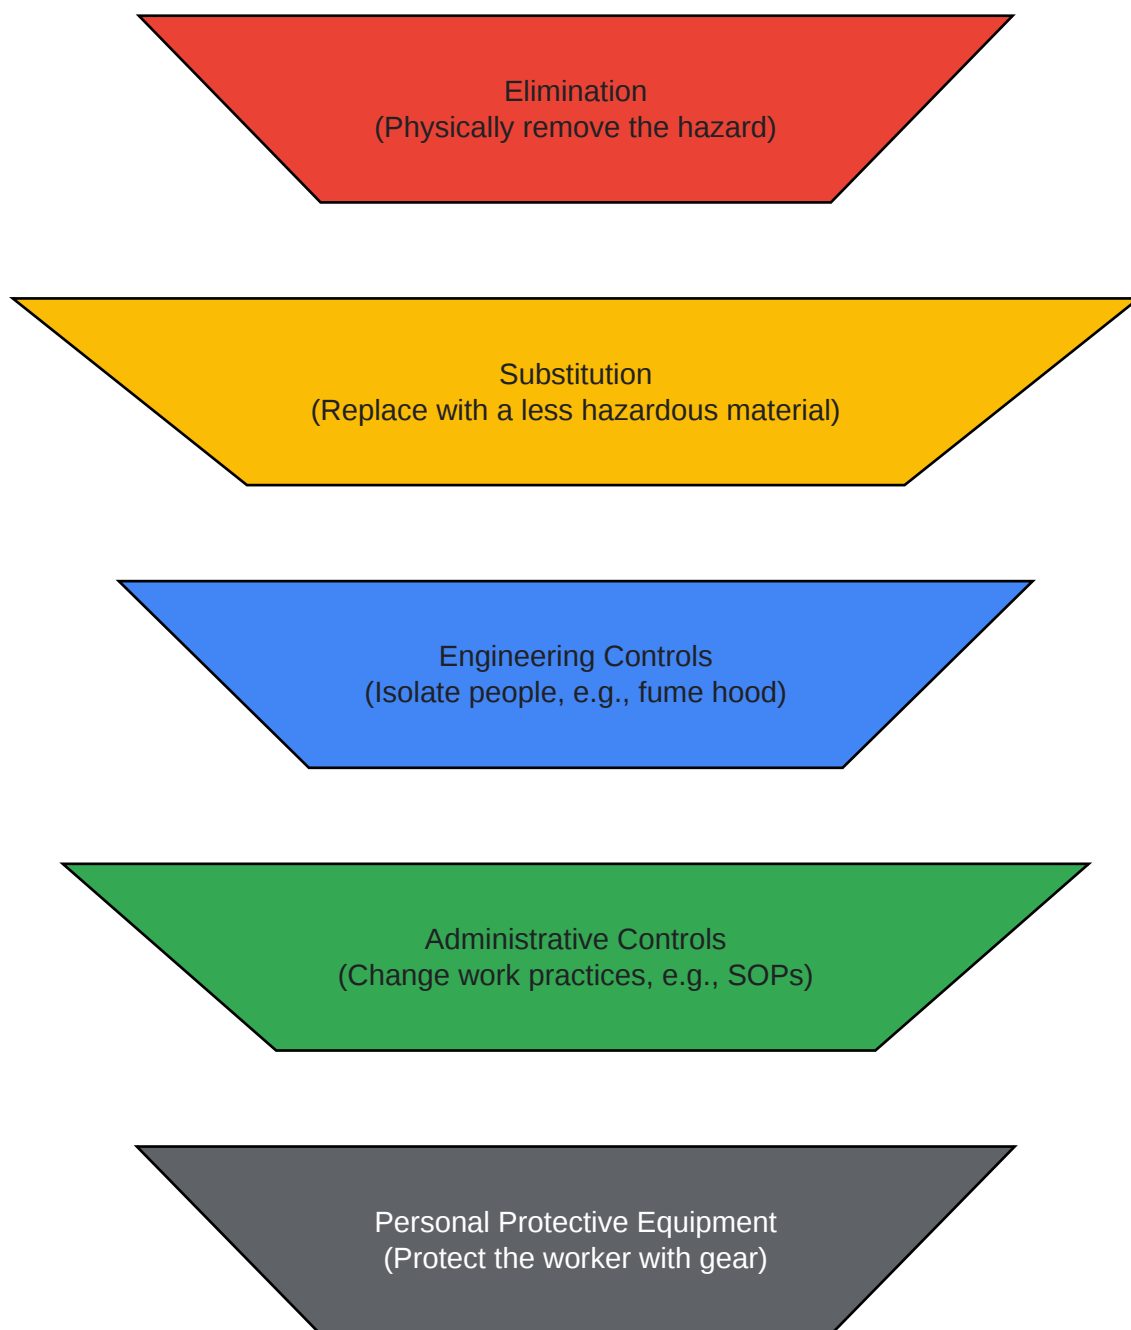 Elimination
(Physically remove the hazard)
Substitution
(Replace with a less hazardous material)
Engineering Controls
(Isolate people, e.g., fume hood)
Administrative Controls
(Change work practices, e.g., SOPs)
Personal Protective Equipment
(Protect the worker with gear)